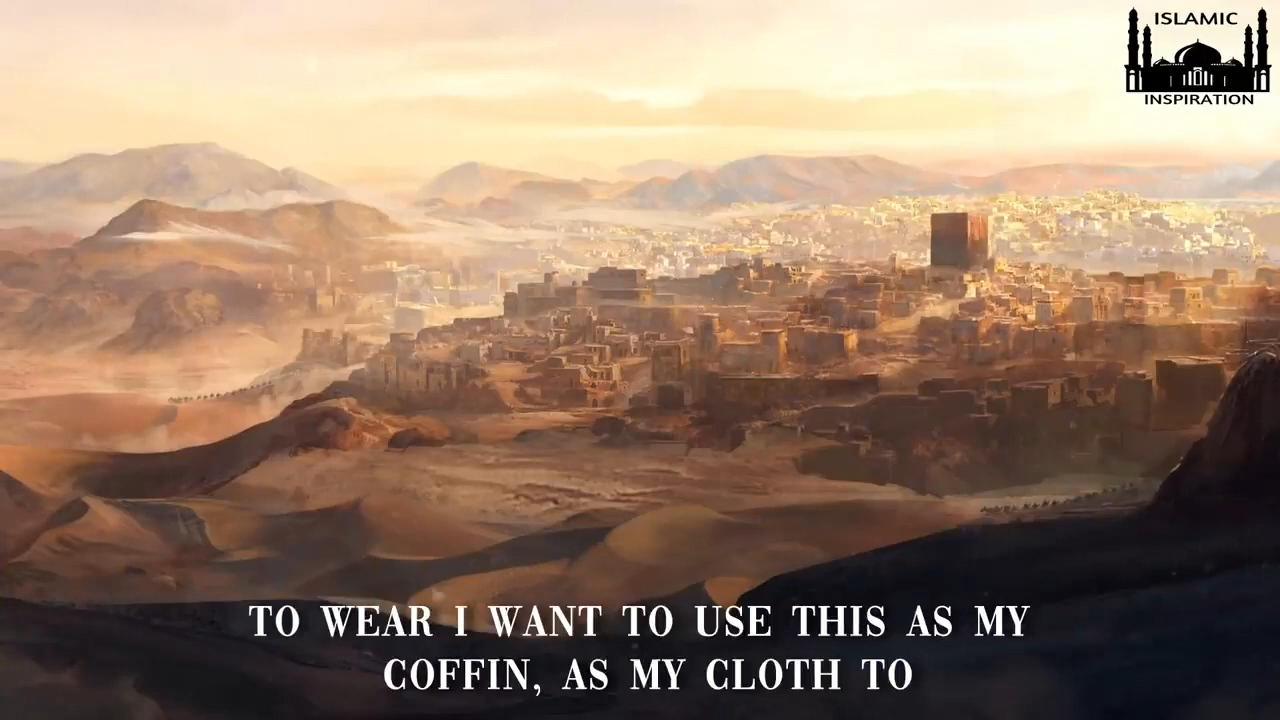 ISLAMIC
INSPIRATION
TO WEAR I WANT TO USE THIS AS MY
COFFIN, AS MY CLOTH TO